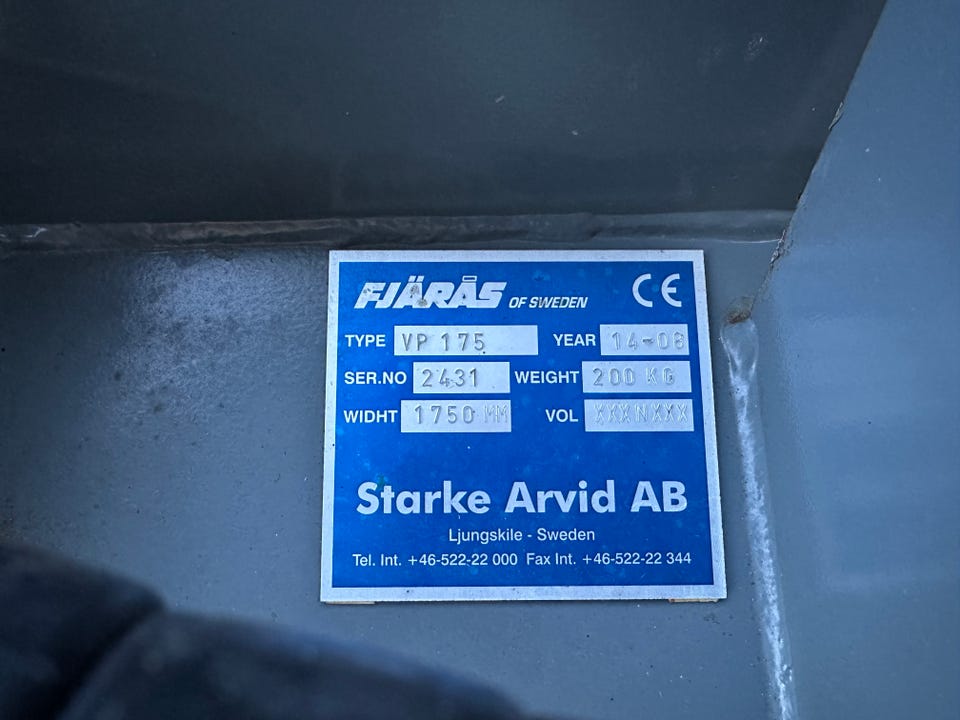 FJÄRÅS OF SWEDEN CE
TYPE VP 175 YEAR 14-08
SER.NO 2431 WEIGHT 200 KG
WIDHT 1750 MM VOL XXXNXXX
Starke Arvid AB
Ljungskile - Sweden
Tel. Int. +46-522-22 000 Fax Int. +46-522-22 344